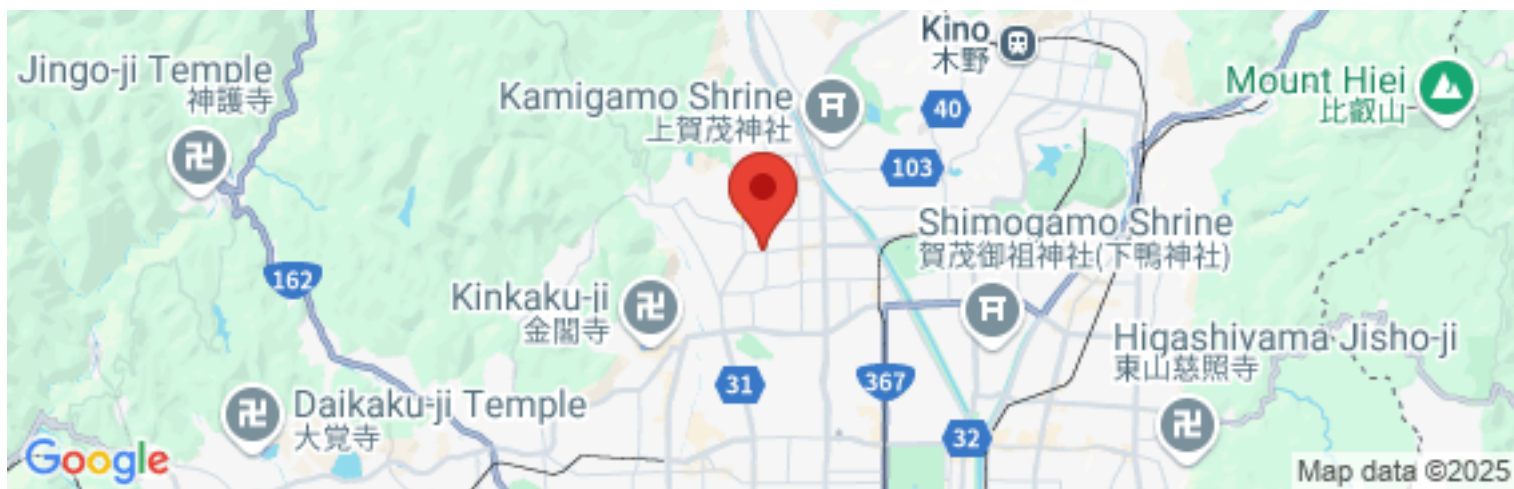 Kino
木野
Jingo-ji Temple
神護寺
Kamigamo Shrine
上賀茂神社
Mount Hiei
比叡山
40
103
Shimogamo Shrine
賀茂御祖神社(下鴨神社)
162
Kinkaku-ji
金閣寺
Higashiyama Jisho-ji
東山慈照寺
31
367
Daikaku-ji Temple
大覚寺
32
Google
Map data ©2025